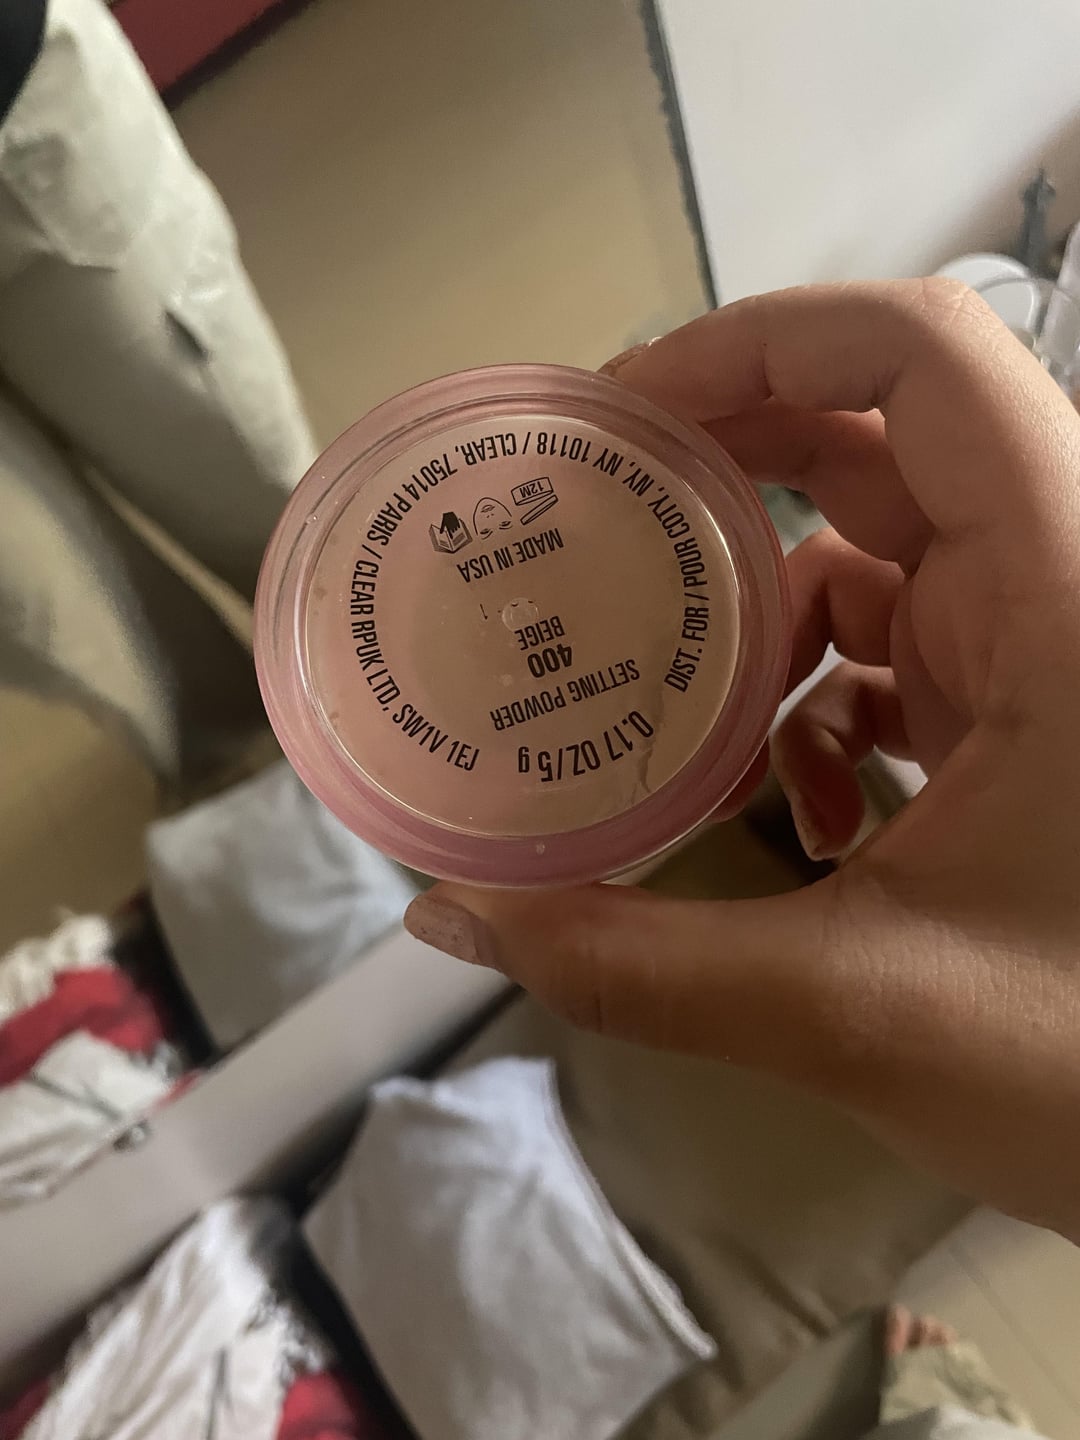 0.17 OZ/5 g
SETTING POWDER
400
BEIGE
MADE IN USA
12M
DIST. FOR / POUR COTY, NY, NY 10118 / CLEAR, 75014 PARIS / CLEAR RPUK LTD, SW1V 1EJ